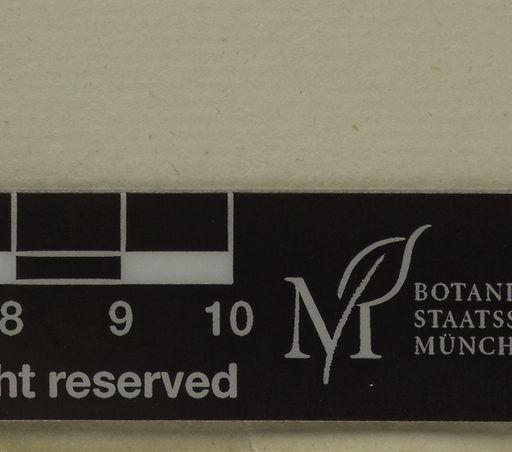 8 9 10
ht reserved
M
BOTANI
STAATSS
MÜNCH